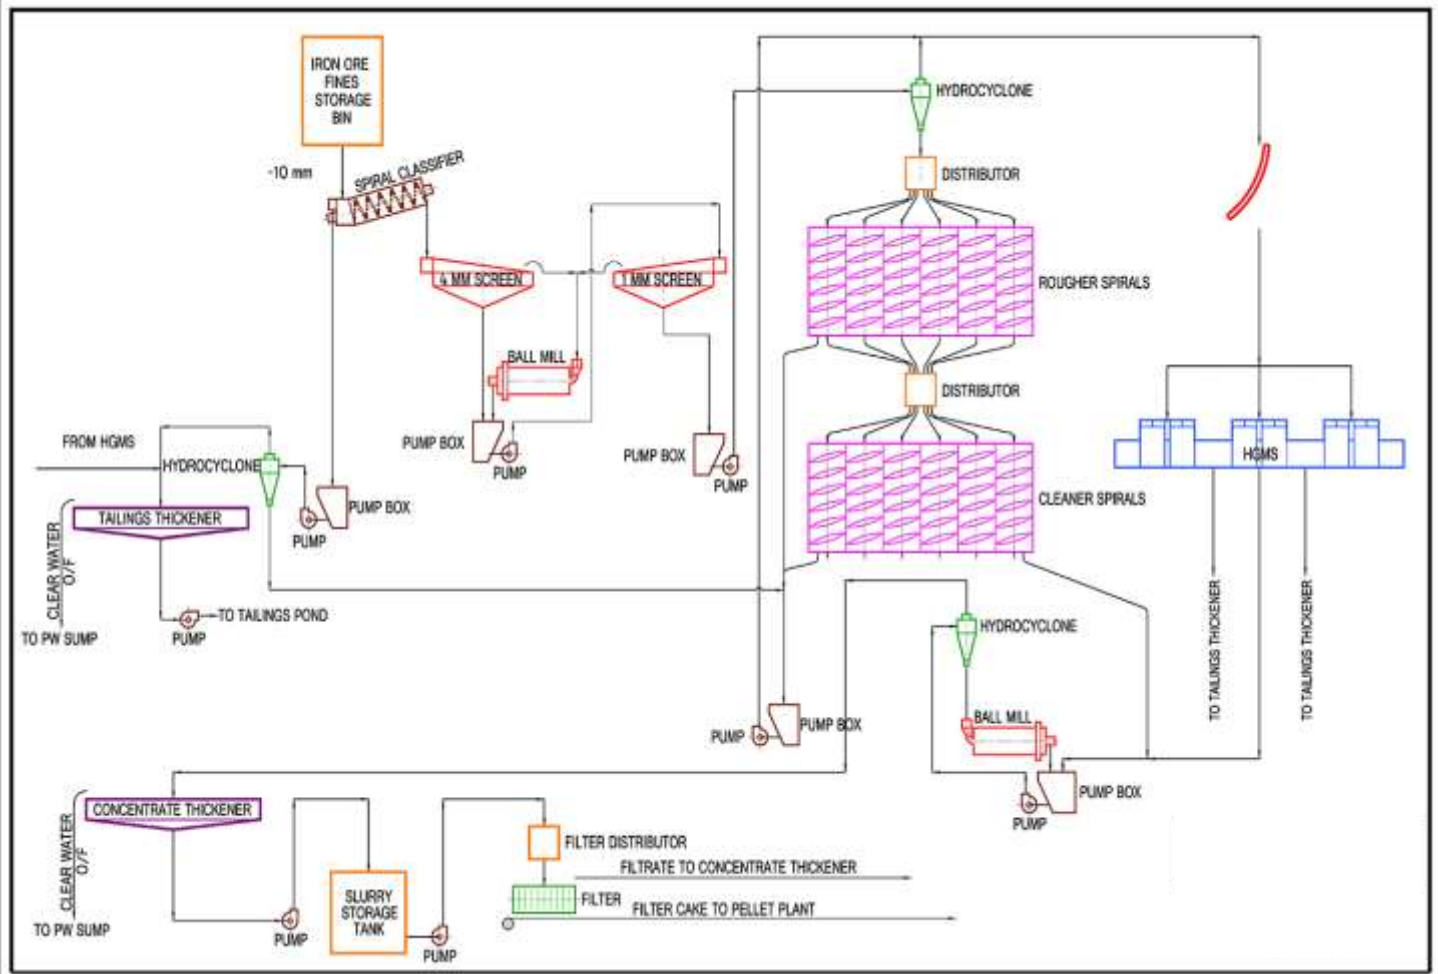 IRON ORE
FINES
STORAGE
BIN
-10 mm
SPIRAL CLASSIFIER
4 MM SCREEN
1 MM SCREEN
BALL MILL
PUMP BOX
PUMP
PUMP BOX
PUMP
HYDROCYCLONE
DISTRIBUTOR
ROUGHER SPIRALS
DISTRIBUTOR
CLEANER SPIRALS
HGMS
TO TAILINGS THICKENER
TO TAILINGS THICKENER
FROM HGMS
HYDROCYCLONE
PUMP BOX
PUMP
TAILINGS THICKENER
CLEAR WATER
O/F
TO PW SUMP
PUMP
TO TAILINGS POND
HYDROCYCLONE
BALL MILL
PUMP BOX
PUMP
PUMP BOX
PUMP
CONCENTRATE THICKENER
CLEAR WATER
O/F
TO PW SUMP
PUMP
SLURRY
STORAGE
TANK
PUMP
FILTER DISTRIBUTOR
FILTRATE TO CONCENTRATE THICKENER
FILTER
FILTER CAKE TO PELLET PLANT